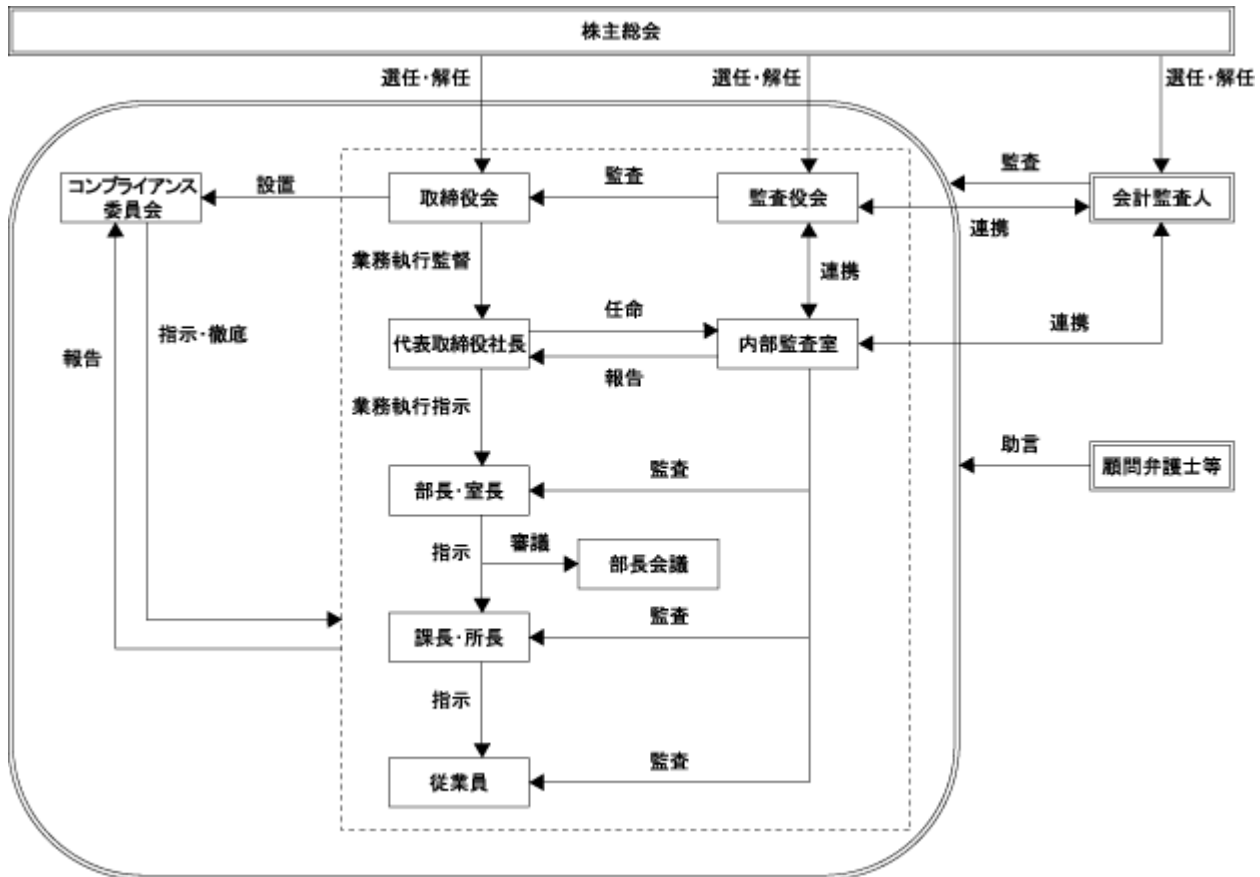 株主総会
選任・解任
選任・解任
選任・解任
コンプライアンス
委員会
設置
取締役会
監査
監査役会
監査
会計監査人
連携
業務執行監督
連携
任命
指示・徹底
代表取締役社長
内部監査室
連携
報告
報告
業務執行指示
助言
顧問弁護士等
部長・室長
監査
指示
審議
部長会議
課長・所長
監査
指示
従業員
監査